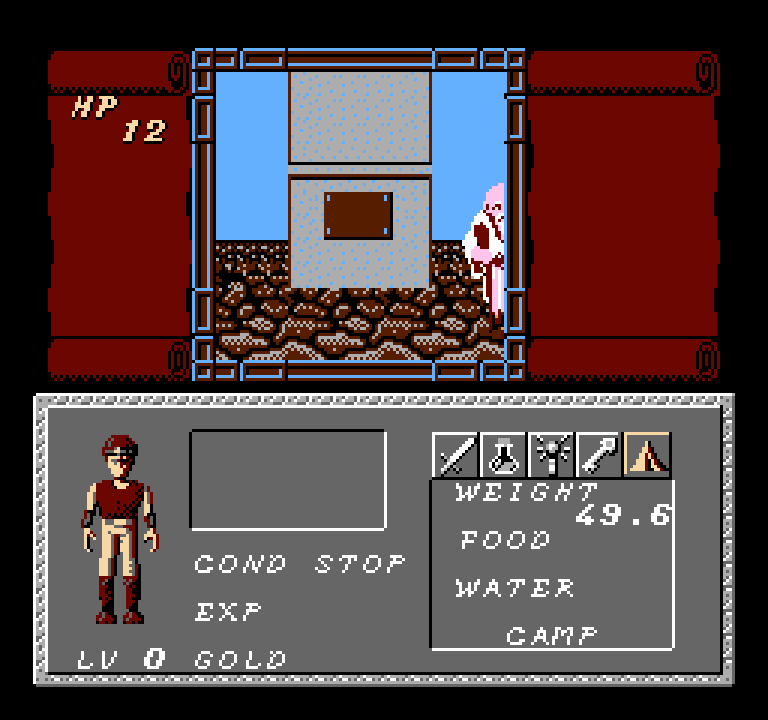 HP
12
WEIGHT
49.6
FOOD
WATER
CAMP
COND STOP
EXP
LV 0 GOLD